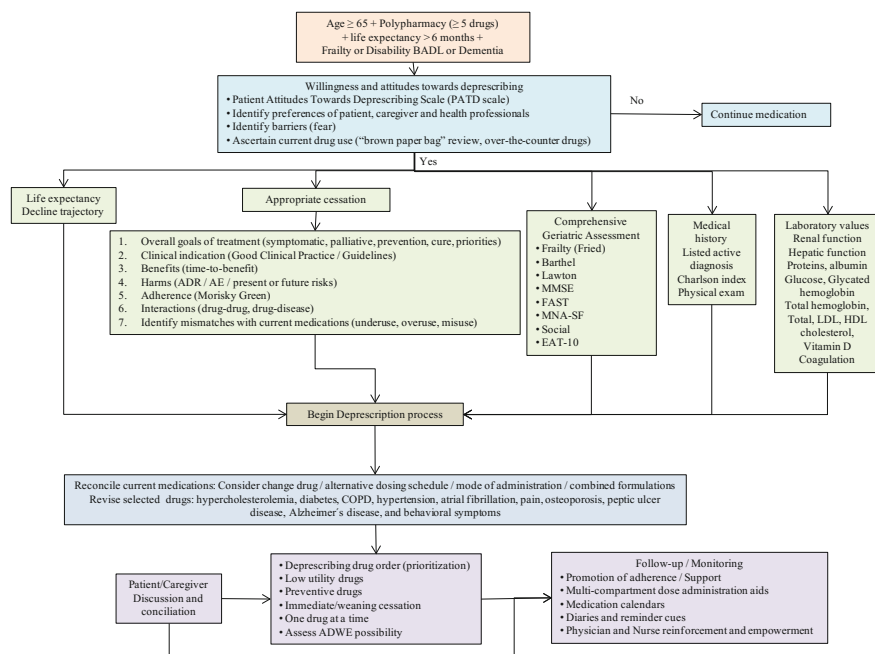 Age ≥ 65 + Polypharmacy (≥ 5 drugs)
+ life expectancy > 6 months +
Frailty or Disability BADL or Dementia
Willingness and attitudes towards deprescribing
• Patient Attitudes Towards Deprescribing Scale (PATD scale)
• Identify preferences of patient, caregiver and health professionals
• Identify barriers (fear)
• Ascertain current drug use (“brown paper bag” review, over-the-counter drugs)
No
Continue medication
Yes
Life expectancy
Decline trajectory
Appropriate cessation
1. Overall goals of treatment (symptomatic, palliative, prevention, cure, priorities)
2. Clinical indication (Good Clinical Practice / Guidelines)
3. Benefits (time-to-benefit)
4. Harms (ADR / AE / present or future risks)
5. Adherence (Morisky Green)
6. Interactions (drug-drug, drug-disease)
7. Identify mismatches with current medications (underuse, overuse, misuse)
Comprehensive
Geriatric Assessment
• Frailty (Fried)
• Barthel
• Lawton
• MMSE
• FAST
• MNA-SF
• Social
• EAT-10
Medical
history
Listed active
diagnosis
Charlson index
Physical exam
Laboratory values
Renal function
Hepatic function
Proteins, albumin
Glucose, Glycated
hemoglobin
Total hemoglobin,
Total, LDL, HDL
cholesterol,
Vitamin D
Coagulation
Begin Deprescription process
Reconcile current medications: Consider change drug / alternative dosing schedule / mode of administration / combined formulations
Revise selected drugs: hypercholesterolemia, diabetes, COPD, hypertension, atrial fibrillation, pain, osteoporosis, peptic ulcer
disease, Alzheimer´s disease, and behavioral symptoms
Patient/Caregiver
Discussion and
conciliation
• Deprescribing drug order (prioritization)
• Low utility drugs
• Preventive drugs
• Immediate/weaning cessation
• One drug at a time
• Assess ADWE possibility
Follow-up / Monitoring
• Promotion of adherence / Support
• Multi-compartment dose administration aids
• Medication calendars
• Diaries and reminder cues
• Physician and Nurse reinforcement and empowerment